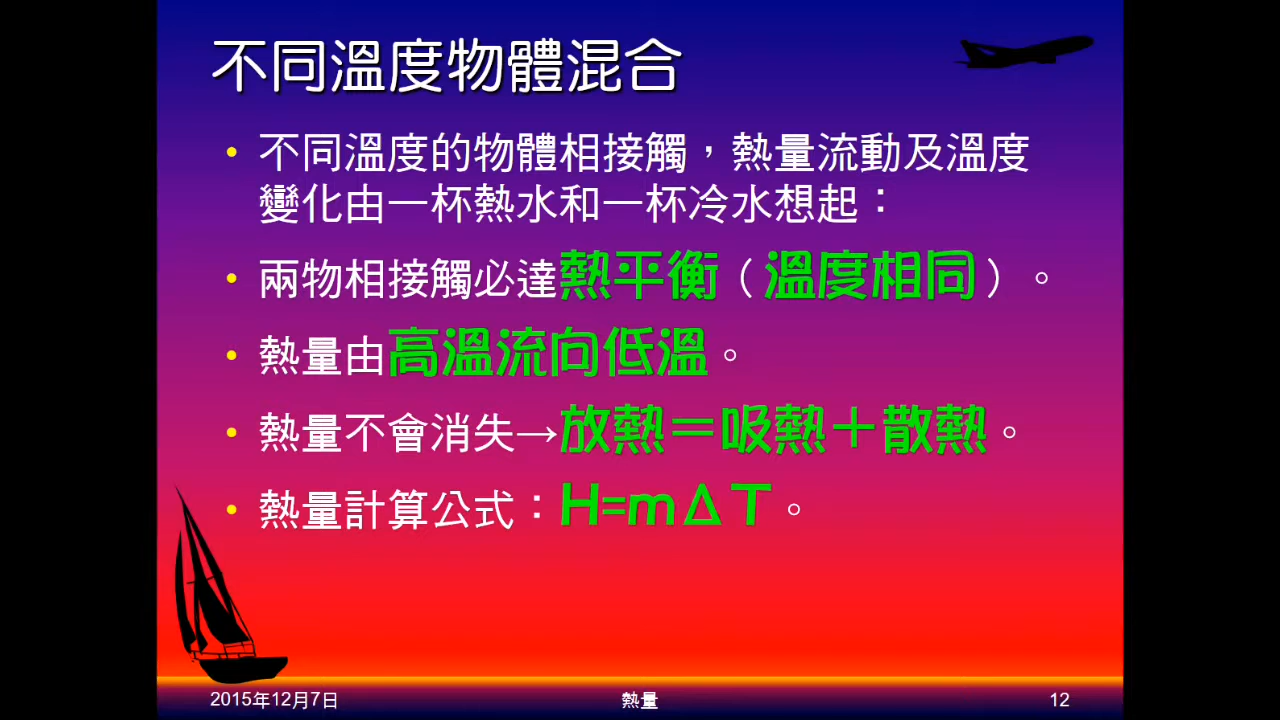 不同溫度物體混合
• 不同溫度的物體相接觸，熱量流動及溫度
變化由一杯熱水和一杯冷水想起：
• 兩物相接觸必達熱平衡（溫度相同）。
• 熱量由高溫流向低溫。
• 熱量不會消失→放熱＝吸熱＋散熱。
• 熱量計算公式：H=mΔT。
2015年12月7日
熱量
12